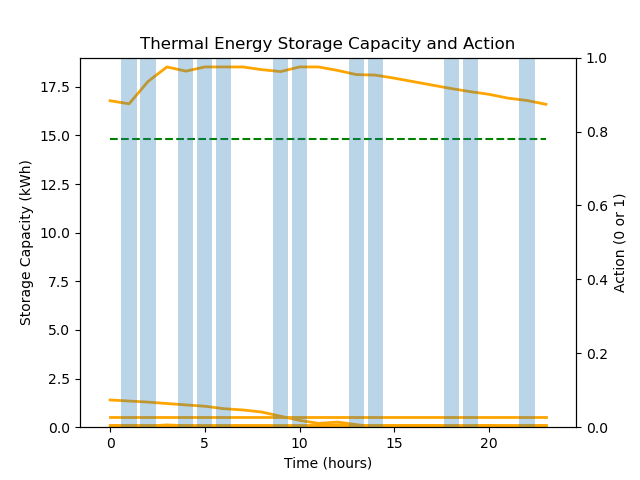 Thermal Energy Storage Capacity and Action
Storage Capacity (kWh)
17.5
15.0
12.5
10.0
7.5
5.0
2.5
0.0
1.0
0.8
0.6
0.4
0.2
0.0
Action (0 or 1)
0 5 10 15 20
Time (hours)